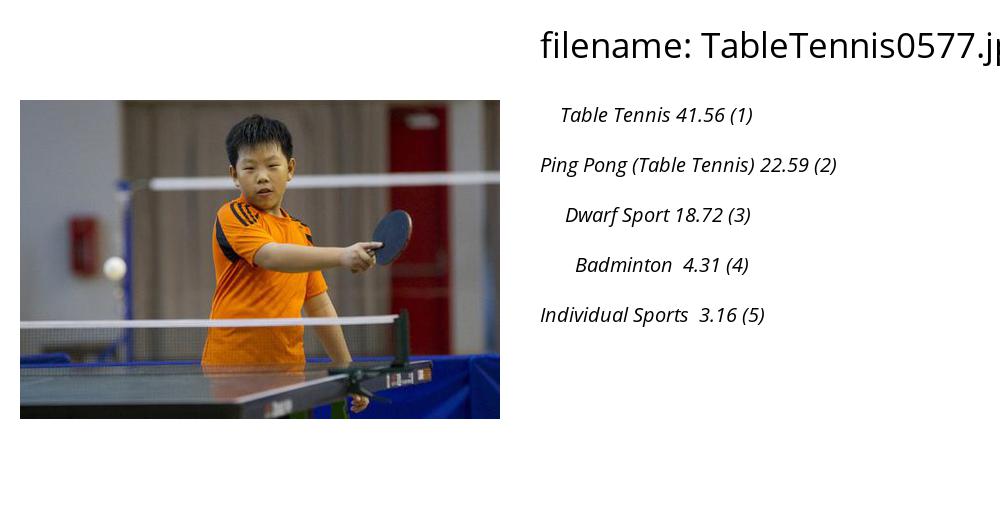 filename: TableTennis0577.jp
Table Tennis 41.56 (1)
Ping Pong (Table Tennis) 22.59 (2)
Dwarf Sport 18.72 (3)
Badminton 4.31 (4)
Individual Sports 3.16 (5)